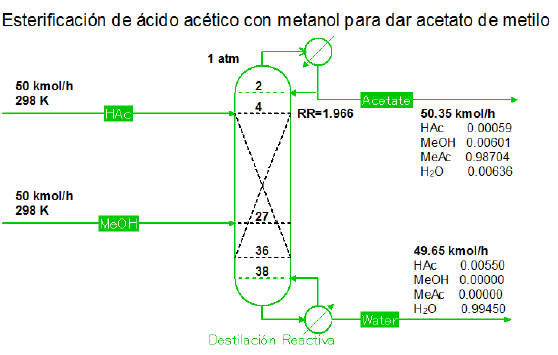 Esterificación de ácido acético con metanol para dar acetato de metilo
1 atm
50 kmol/h
298 K
HAc
2
4
RR=1.966
Acetate
50.35 kmol/h
HAc 0.00059
MeOH 0.00601
MeAc 0.98704
H₂O 0.00636
50 kmol/h
298 K
MeOH
27
36
38
49.65 kmol/h
HAc 0.00550
MeOH 0.00000
MeAc 0.00000
H₂O 0.99450
Water
Destilación Reactiva